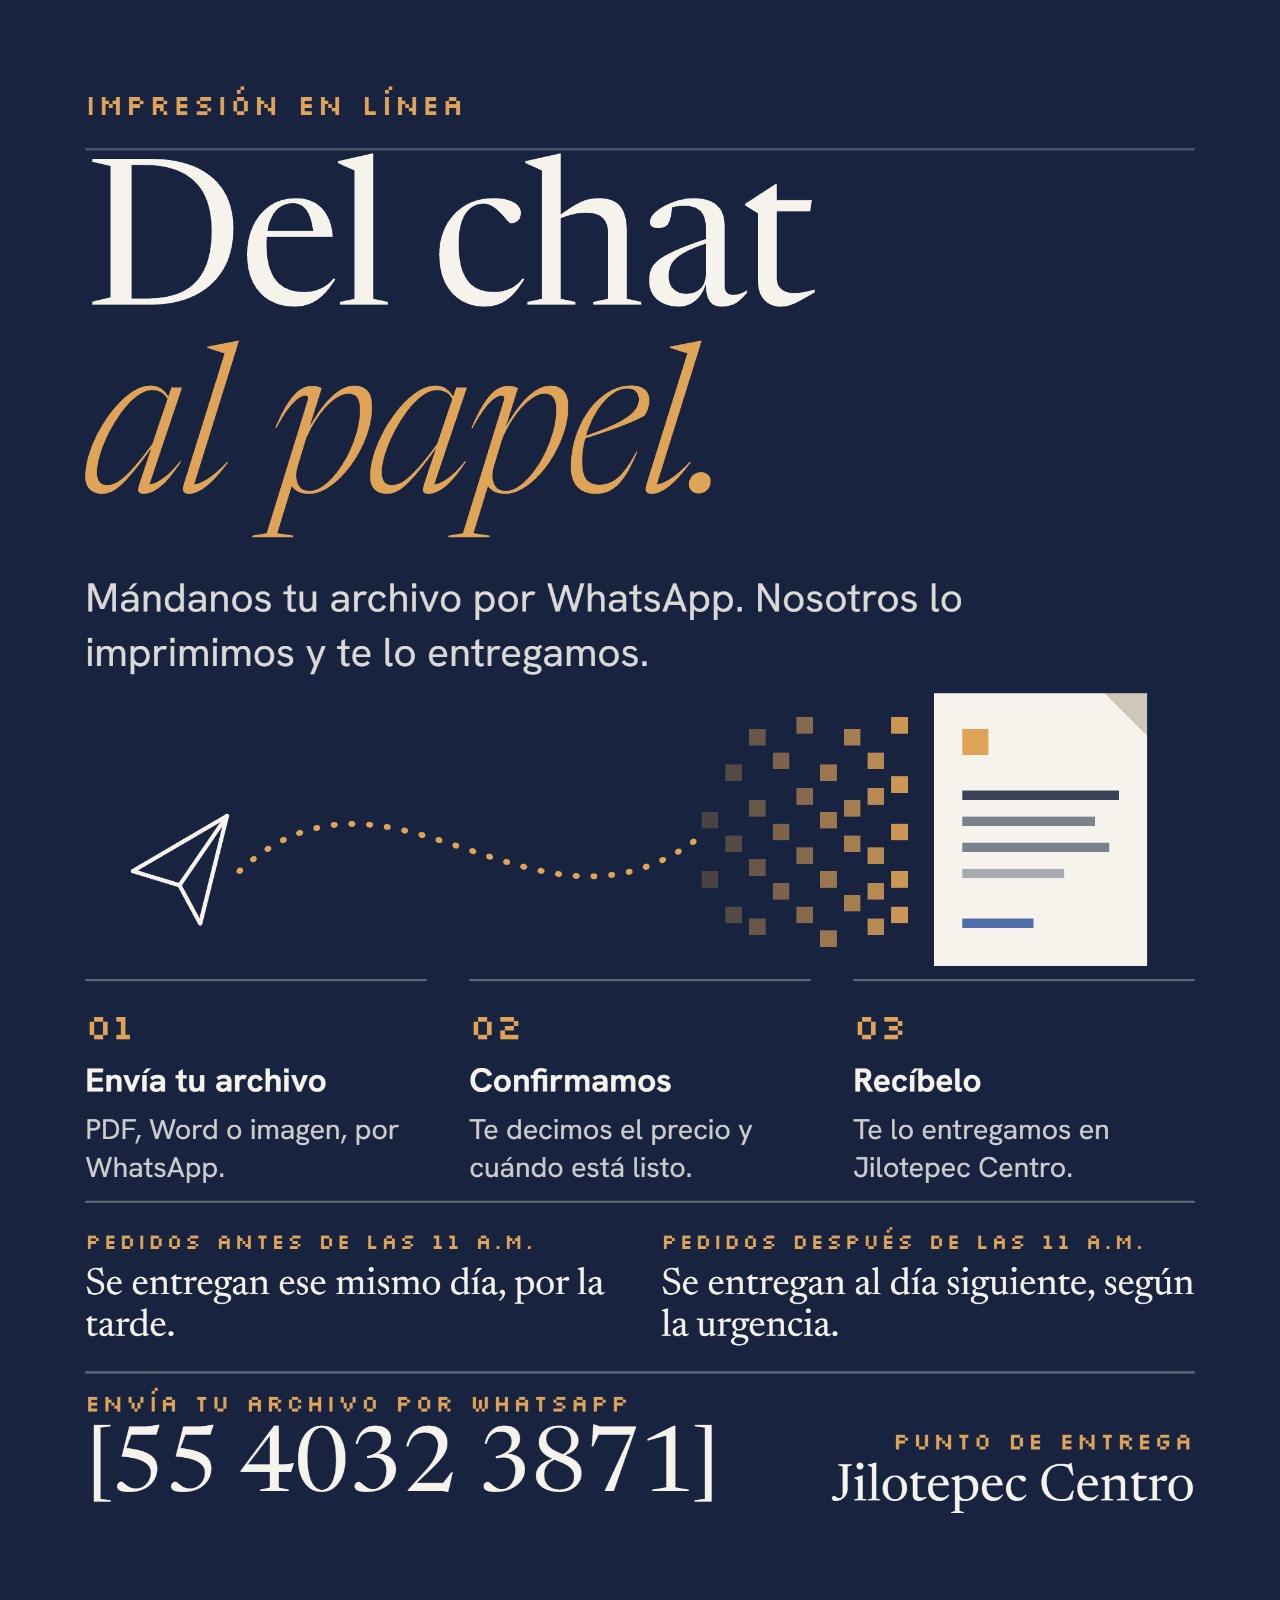 IMPRESIÓN EN LÍNEA
Del chat
al papel.
Mándanos tu archivo por WhatsApp. Nosotros lo
imprimimos y te lo entregamos.
01
Envía tu archivo
PDF, Word o imagen, por
WhatsApp.
02
Confirmamos
Te decimos el precio y
cuándo está listo.
03
Recíbelo
Te lo entregamos en
Jilotepec Centro.
PEDIDOS ANTES DE LAS 11 A.M.
Se entregan ese mismo día, por la
tarde.
PEDIDOS DESPUÉS DE LAS 11 A.M.
Se entregan al día siguiente, según
la urgencia.
ENVÍA TU ARCHIVO POR WHATSAPP
[55 4032 3871]
PUNTO DE ENTREGA
Jilotepec Centro